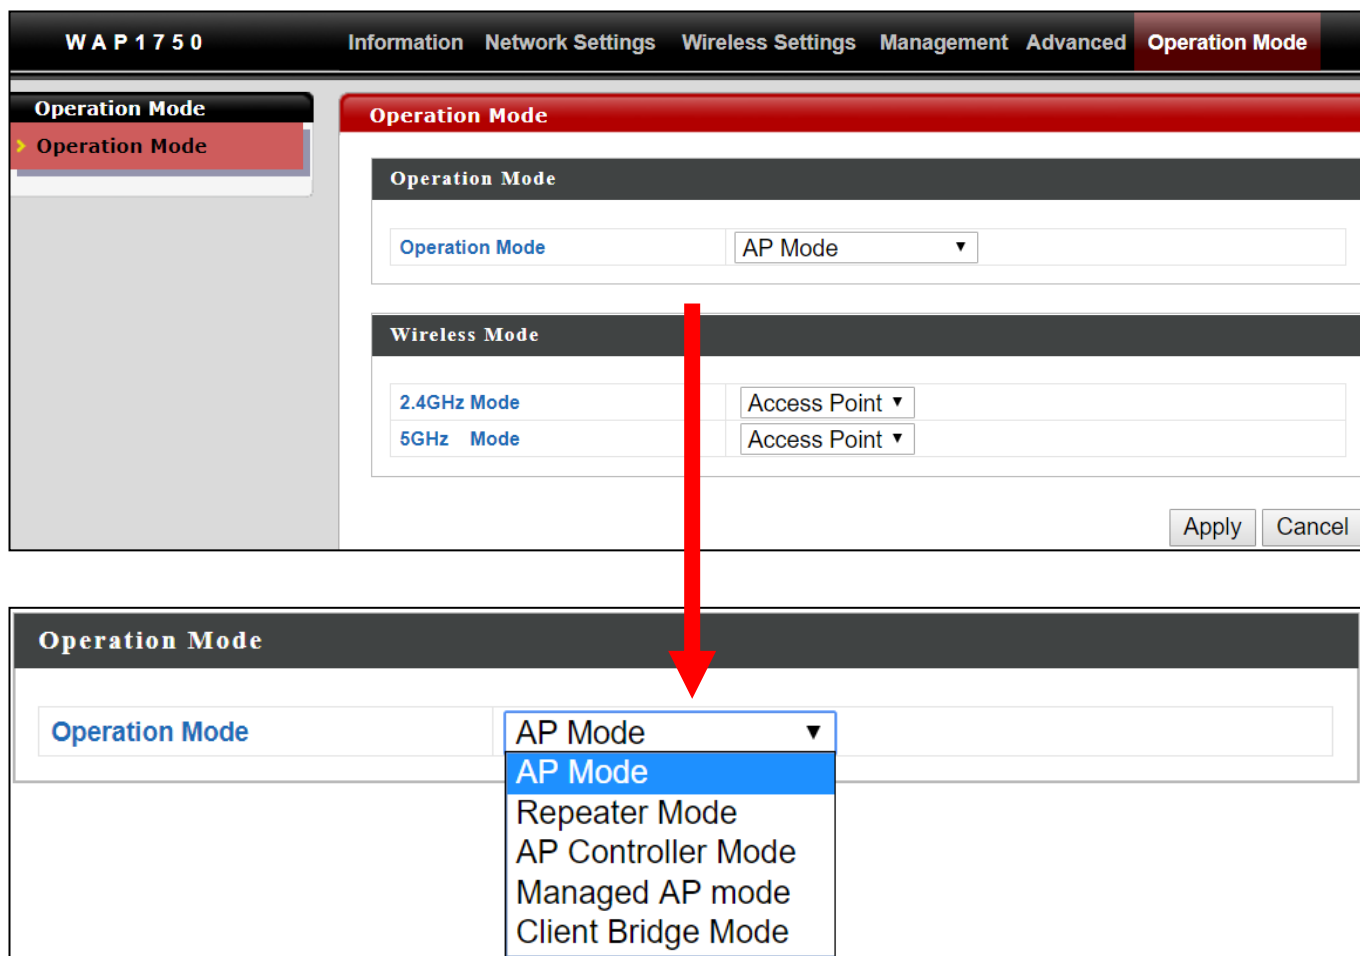 WAP1750 Information Network Settings Wireless Settings Management Advanced Operation Mode
Operation Mode
Operation Mode
Operation Mode
Operation Mode
Operation Mode AP Mode
Wireless Mode
2.4GHz Mode Access Point
5GHz Mode Access Point
Apply Cancel
Operation Mode
Operation Mode AP Mode
AP Mode
Repeater Mode
AP Controller Mode
Managed AP mode
Client Bridge Mode